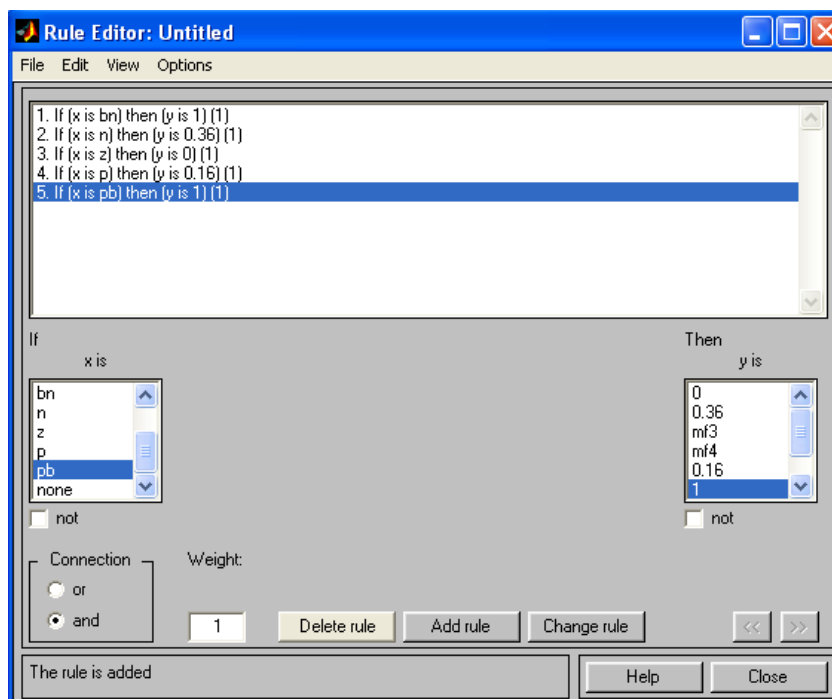 Rule Editor: Untitled
File Edit View Options
1. If (x is bn) then (y is 1) (1)
2. If (x is n) then (y is 0.36) (1)
3. If (x is z) then (y is 0) (1)
4. If (x is p) then (y is 0.16) (1)
5. If (x is pb) then (y is 1) (1)
If
x is
bn
n
z
p
pb
none
not
Then
y is
0
0.36
mf3
mf4
0.16
1
not
Connection
or
and
Weight:
1
Delete rule Add rule Change rule << >>
The rule is added
Help Close